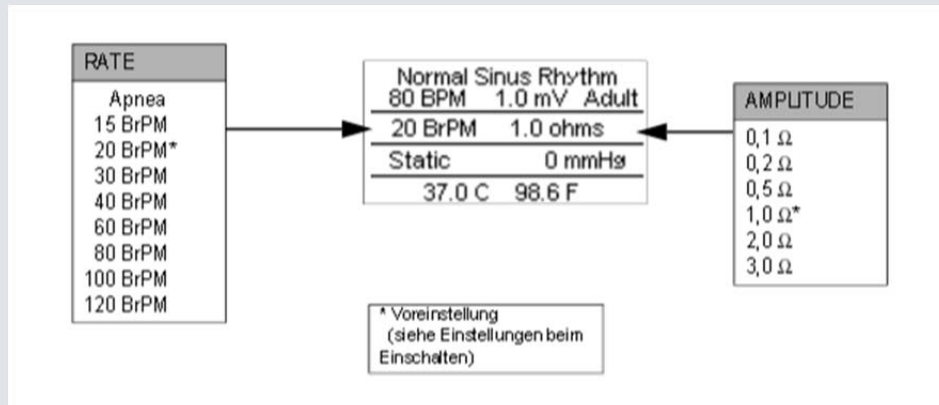 RATE
Apnea
15 BrPM
20 BrPM*
30 BrPM
40 BrPM
60 BrPM
80 BrPM
100 BrPM
120 BrPM
Normal Sinus Rhythm
80 BPM 1.0 mV Adult
20 BrPM 1.0 ohms
Static 0 mmHg
37.0 C 98.6 F
AMPLITUDE
0,1 Ω
0,2 Ω
0,5 Ω
1,0 Ω*
2,0 Ω
3,0 Ω
* Voreinstellung
(siehe Einstellungen beim
Einschalten)